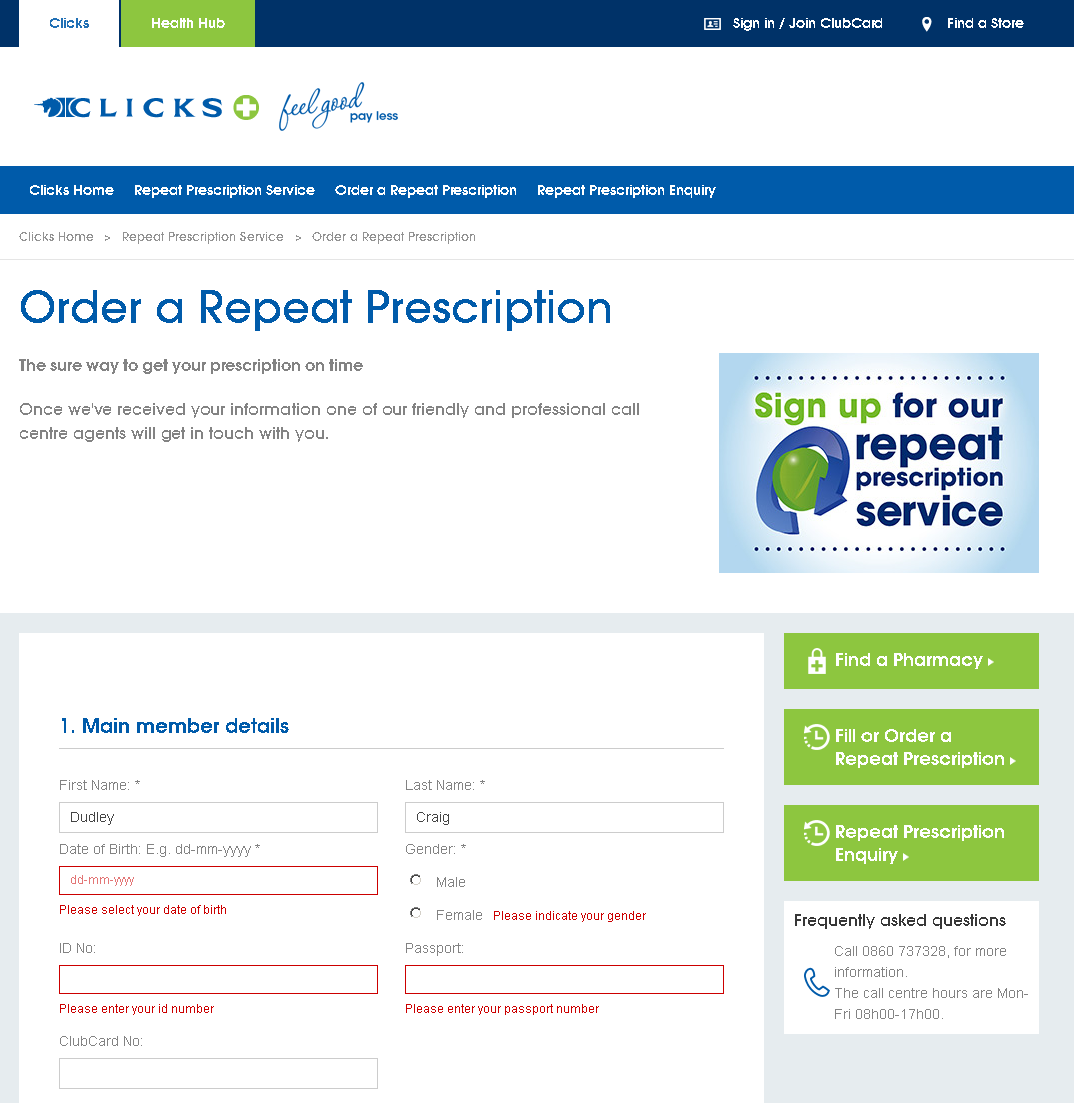 Clicks
Health Hub
Sign in / Join ClubCard
Find a Store
CLICKS
feel good
pay less
Clicks Home
Repeat Prescription Service
Order a Repeat Prescription
Repeat Prescription Enquiry
Clicks Home > Repeat Prescription Service > Order a Repeat Prescription
Order a Repeat Prescription
The sure way to get your prescription on time
Once we've received your information one of our friendly and professional call
centre agents will get in touch with you.
Sign up for our
repeat
prescription
service
1. Main member details
First Name: *
Last Name: *
Dudley
Craig
Date of Birth: E.g. dd-mm-yyyy *
Gender: *
dd-mm-yyyy
Male
Please select your date of birth
Female Please indicate your gender
ID No:
Passport:
Please enter your id number
Please enter your passport number
ClubCard No:
Find a Pharmacy
Fill or Order a
Repeat Prescription
Repeat Prescription
Enquiry
Frequently asked questions
Call 0860 737328, for more
information.
The call centre hours are Mon-
Fri 08h00-17h00.